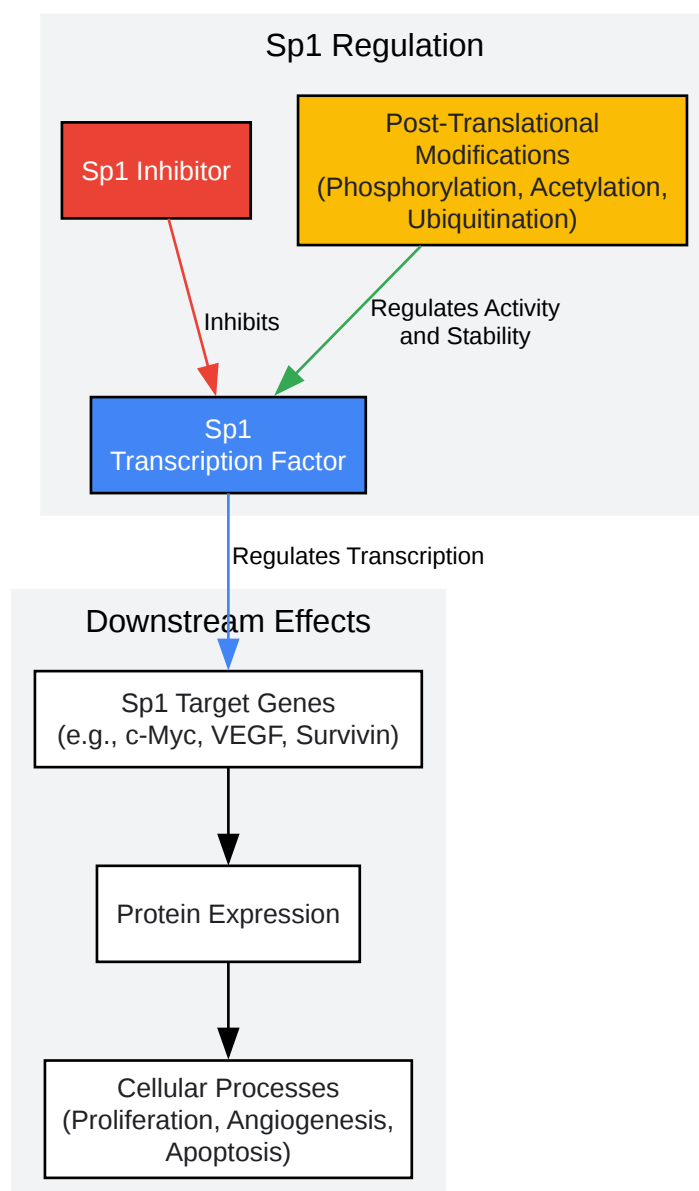 Sp1 Regulation
Sp1 Inhibitor
Post-Translational
Modifications
(Phosphorylation, Acetylation,
Ubiquitination)
Inhibits
Regulates Activity
and Stability
Sp1
Transcription Factor
Regulates Transcription
Downstream Effects
Sp1 Target Genes
(e.g., c-Myc, VEGF, Survivin)
Protein Expression
Cellular Processes
(Proliferation, Angiogenesis,
Apoptosis)